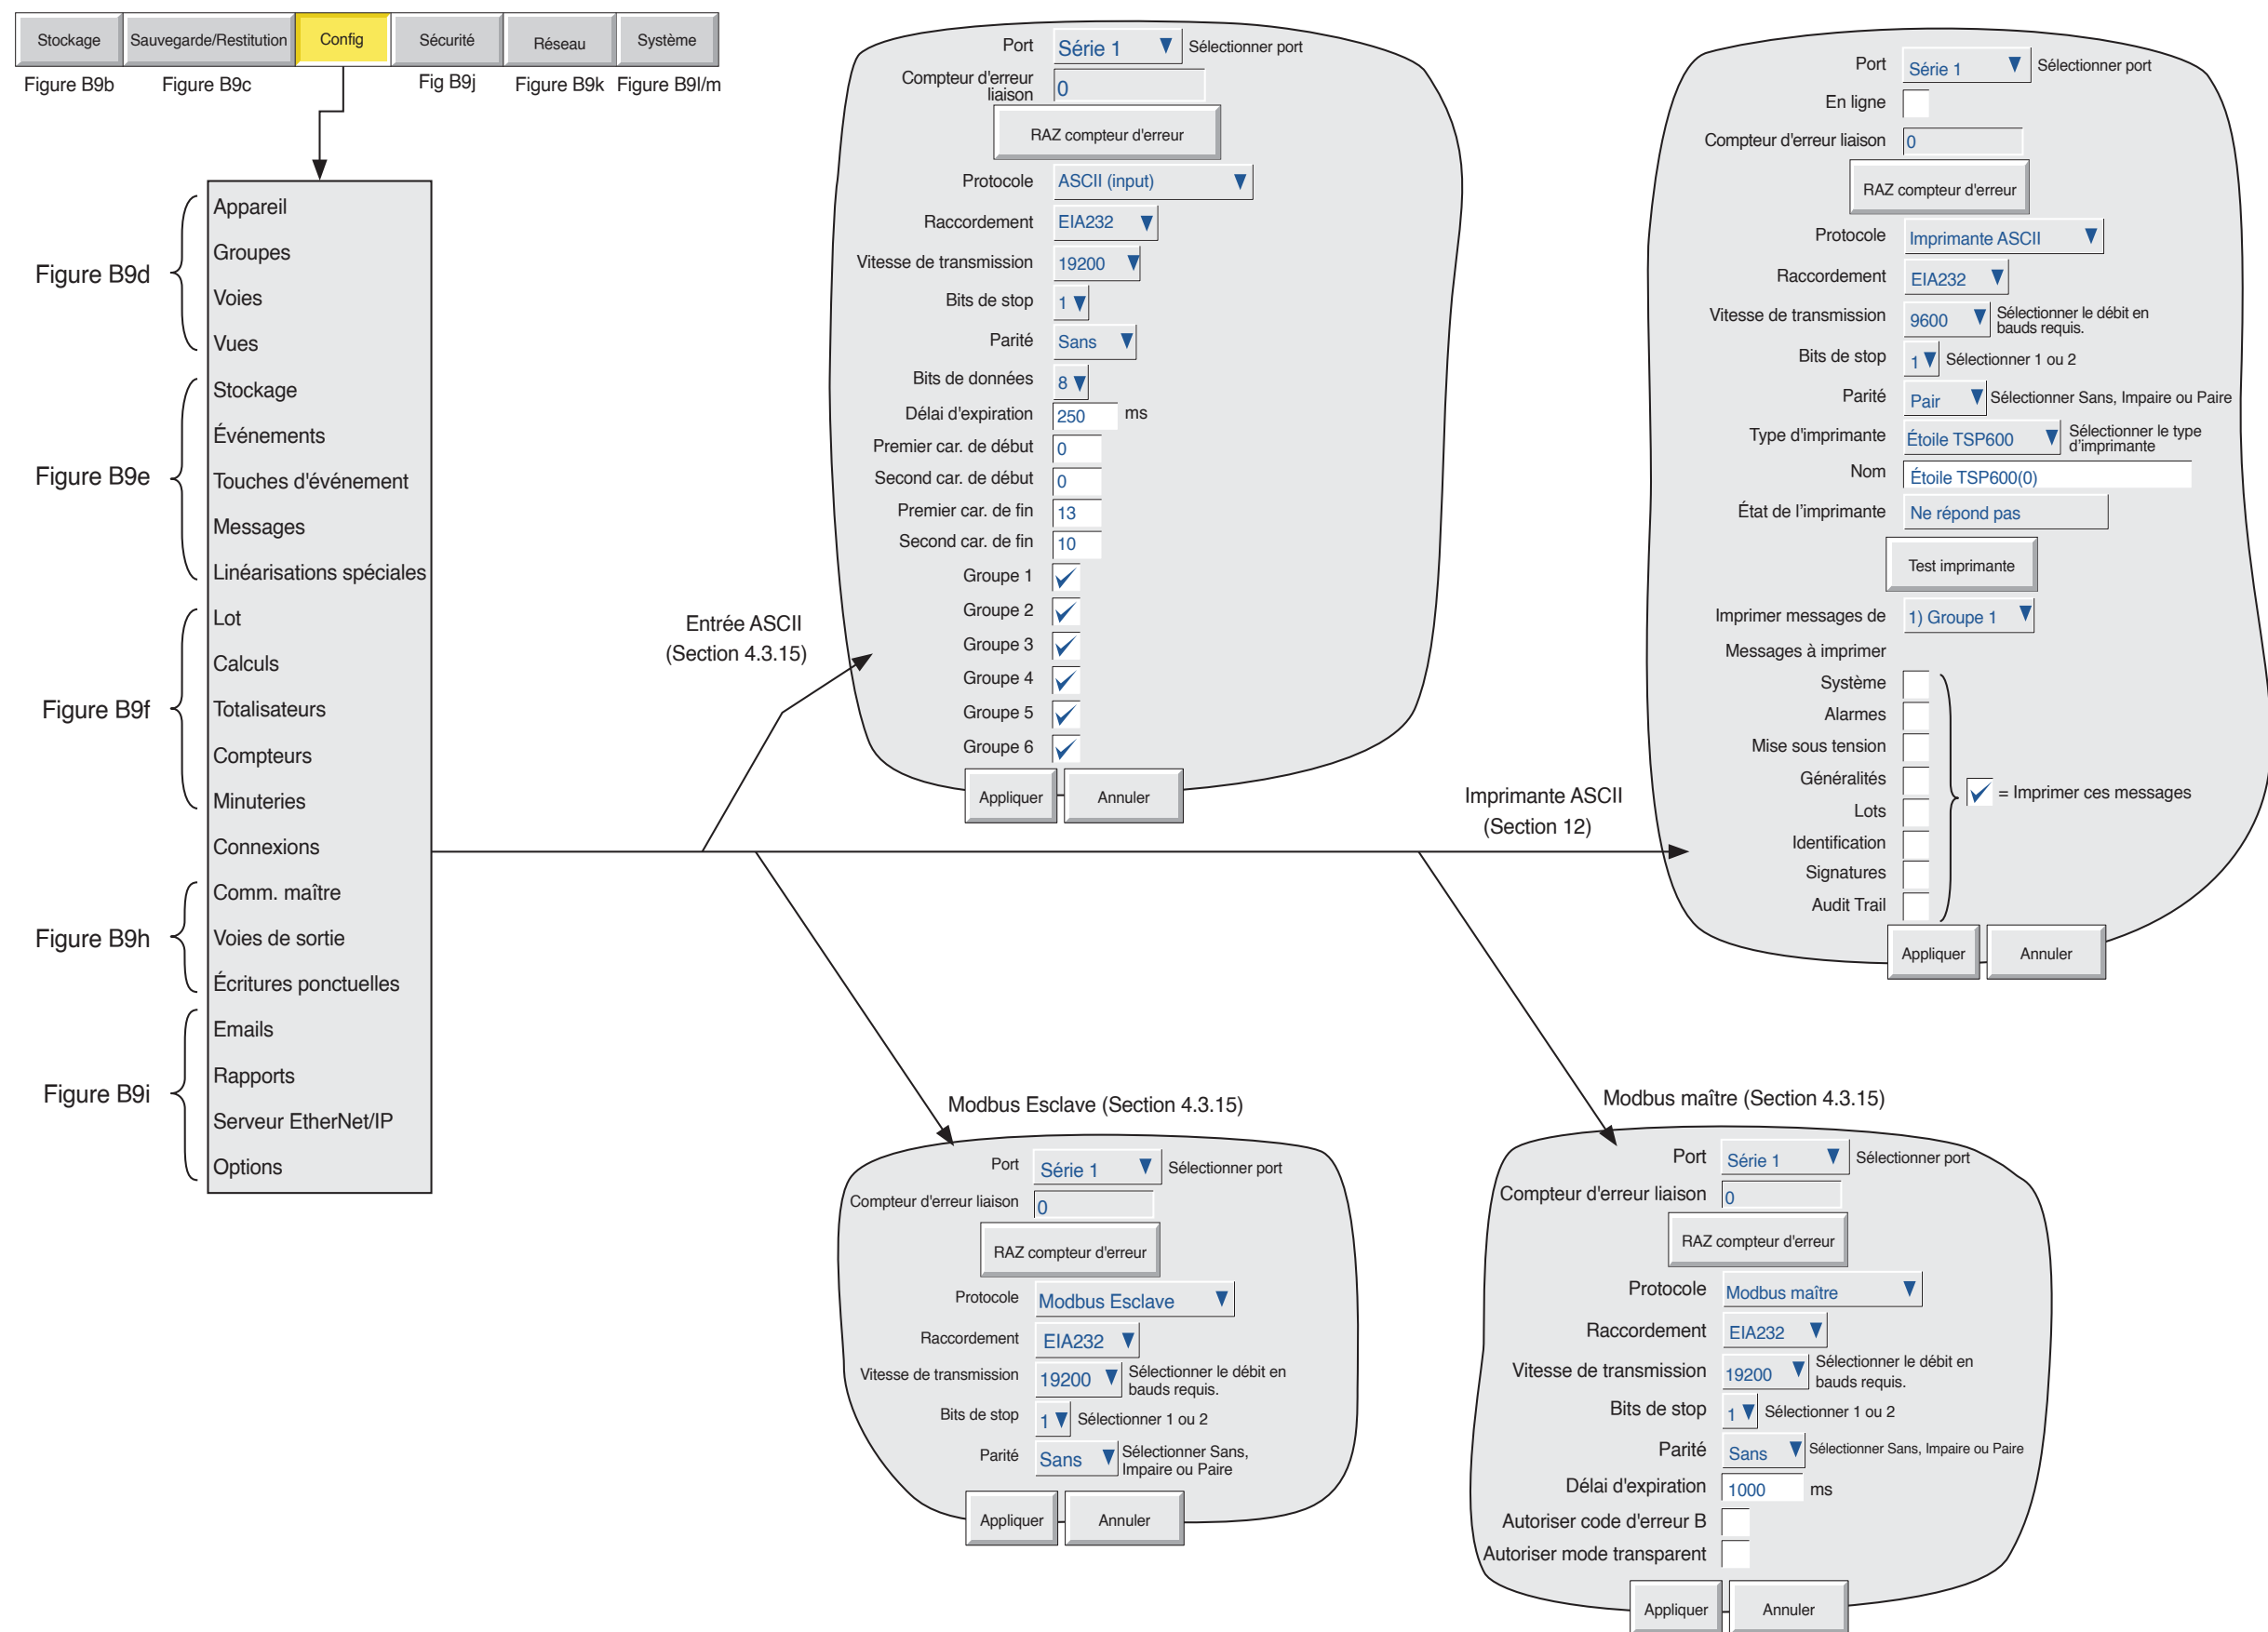 Stockage
Sauvegarde/Restitution
Config
Sécurité
Réseau
Système
Figure B9b
Figure B9c
Fig B9j
Figure B9k
Figure B9l/m
Figure B9d
Appareil
Groupes
Voies
Vues
Figure B9e
Stockage
Événements
Touches d'événement
Messages
Linéarisations spéciales
Figure B9f
Lot
Calculs
Totalisateurs
Compteurs
Minuteries
Connexions
Figure B9h
Comm. maître
Voies de sortie
Écritures ponctuelles
Figure B9i
Emails
Rapports
Serveur EtherNet/IP
Options
Entrée ASCII
(Section 4.3.15)
Port Série 1 Sélectionner port
Compteur d'erreur
liaison 0
RAZ compteur d'erreur
Protocole ASCII (input)
Raccordement EIA232
Vitesse de transmission 19200
Bits de stop 1
Parité Sans
Bits de données 8
Délai d'expiration 250 ms
Premier car. de début 0
Second car. de début 0
Premier car. de fin 13
Second car. de fin 10
Groupe 1
Groupe 2
Groupe 3
Groupe 4
Groupe 5
Groupe 6
Appliquer Annuler
Imprimante ASCII
(Section 12)
Port Série 1 Sélectionner port
En ligne
Compteur d'erreur liaison 0
RAZ compteur d'erreur
Protocole Imprimante ASCII
Raccordement EIA232
Vitesse de transmission 9600 Sélectionner le débit en
bauds requis.
Bits de stop 1 Sélectionner 1 ou 2
Parité Pair Sélectionner Sans, Impaire ou Paire
Type d'imprimante Étoile TSP600 Sélectionner le type
d'imprimante
Nom Étoile TSP600(0)
État de l'imprimante Ne répond pas
Test imprimante
Imprimer messages de 1) Groupe 1
Messages à imprimer
Système
Alarmes
Mise sous tension
Généralités
= Imprimer ces messages
Lots
Identification
Signatures
Audit Trail
Appliquer Annuler
Modbus Esclave (Section 4.3.15)
Port Série 1 Sélectionner port
Compteur d'erreur liaison 0
RAZ compteur d'erreur
Protocole Modbus Esclave
Raccordement EIA232
Vitesse de transmission 19200 Sélectionner le débit en
bauds requis.
Bits de stop 1 Sélectionner 1 ou 2
Parité Sans Sélectionner Sans,
Impaire ou Paire
Appliquer Annuler
Modbus maître (Section 4.3.15)
Port Série 1 Sélectionner port
Compteur d'erreur liaison 0
RAZ compteur d'erreur
Protocole Modbus maître
Raccordement EIA232
Vitesse de transmission 19200 Sélectionner le débit en
bauds requis.
Bits de stop 1 Sélectionner 1 ou 2
Parité Sans Sélectionner Sans, Impaire ou Paire
Délai d'expiration 1000 ms
Autoriser code d'erreur B
Autoriser mode transparent
Appliquer Annuler